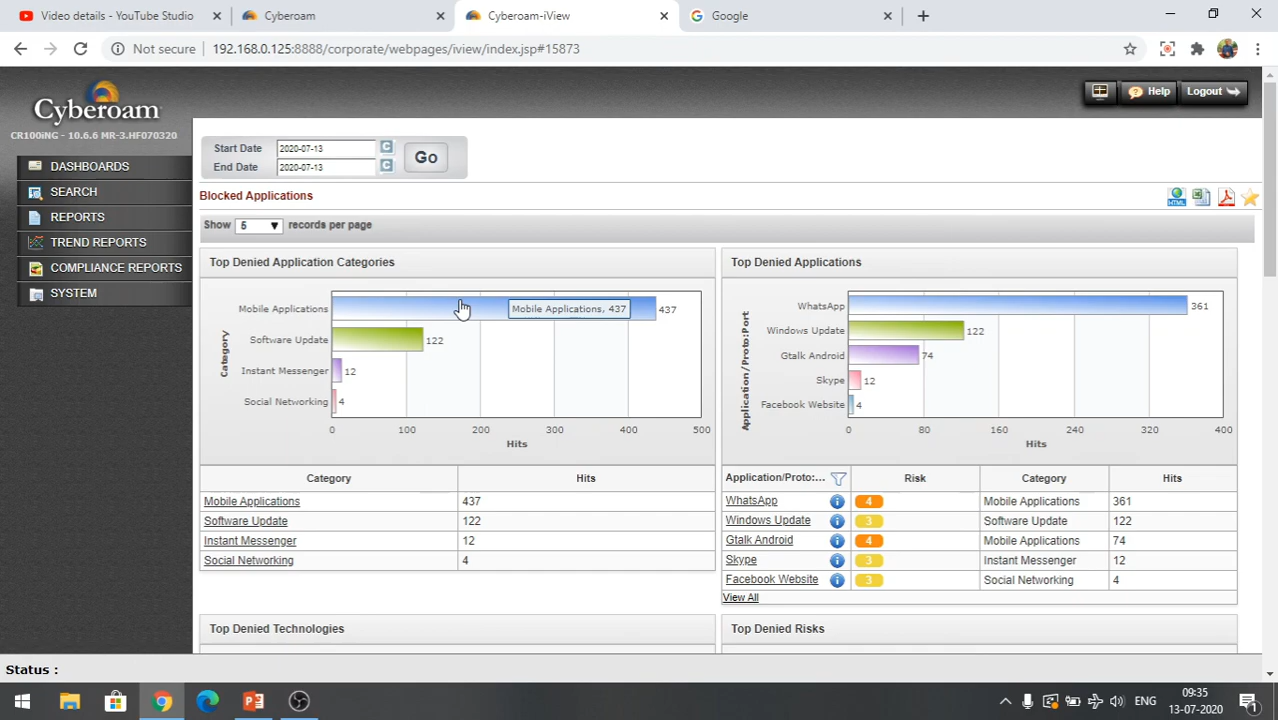 Video details - YouTube Studio
Cyberoam
Cyberoam-iView
Google
Not secure
192.168.0.125:8888/corporate/webpages/iview/index.jsp#15873
Cyberoam
CR100iNG - 10.6.6 MR-3.HF070320
Help
Logout
DASHBOARDS
SEARCH
REPORTS
TREND REPORTS
COMPLIANCE REPORTS
SYSTEM
Start Date 2020-07-13 C
End Date 2020-07-13 C
Go
Blocked Applications
HTML
Show 5 records per page
Top Denied Application Categories
Category
Mobile Applications 437
Mobile Applications, 437
Software Update 122
Instant Messenger 12
Social Networking 4
0 100 200 300 400 500
Hits
Category Hits
Mobile Applications 437
Software Update 122
Instant Messenger 12
Social Networking 4
Top Denied Applications
Application/Proto:Port
WhatsApp 361
Windows Update 122
Gtalk Android 74
Skype 12
Facebook Website 4
0 80 160 240 320 400
Hits
Application/Proto:... Risk Category Hits
WhatsApp 4 Mobile Applications 361
Windows Update 3 Software Update 122
Gtalk Android 4 Mobile Applications 74
Skype 3 Instant Messenger 12
Facebook Website 3 Social Networking 4
View All
Top Denied Technologies
Top Denied Risks
Status :
ENG
09:35
13-07-2020
1